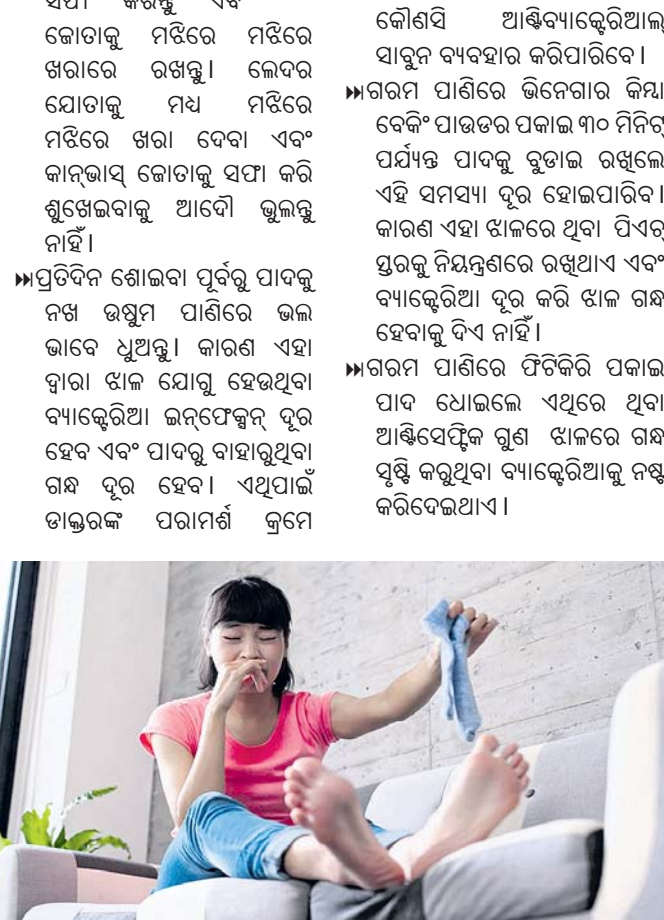 ଜୋତାକୁ ମଝିରେ ମଝିରେ
ଖରାରେ ରଖନ୍ତୁ। ଲେଦର
ଯୋତାକୁ ମଧ୍ୟ ମଝିରେ
ମଝିରେ ଖରା ଦେବା ଏବଂ
କାନ୍‌ଭାସ୍ ଜୋତାକୁ ସଫା କରି
ଶୁଖେଇବାକୁ ଆଦୌ ଭୁଲନ୍ତୁ
ନାହିଁ।
⏩ପ୍ରତିଦିନ ଶୋଇବା ପୂର୍ବରୁ ପାଦକୁ
ନଖ ଉଷୁମ ପାଣିରେ ଭଲ
ଭାବେ ଧୁଅନ୍ତୁ। କାରଣ ଏହା
ଦ୍ୱାରା ଝାଳ ଯୋଗୁ ହେଉଥିବା
ବ୍ୟାକ୍ଟେରିଆ ଇନ୍‌ଫେକ୍ସନ୍ ଦୂର
ହେବ ଏବଂ ପାଦରୁ ବାହାରୁଥିବା
ଗନ୍ଧ ଦୂର ହେବ। ଏଥିପାଇଁ
ଡାକ୍ତରଙ୍କ ପରାମର୍ଶ କ୍ରମେ
କୌଣସି ଆଣ୍ଟିବ୍ୟାକ୍ଟେରିଆଲ୍
ସାବୁନ ବ୍ୟବହାର କରିପାରିବେ।
⏩ଗରମ ପାଣିରେ ଭିନେଗାର କିମ୍ବା
ବେକିଂ ପାଉଡର ପକାଇ ୩୦ ମିନିଟ୍
ପର୍ଯ୍ୟନ୍ତ ପାଦକୁ ବୁଡାଇ ରଖିଲେ
ଏହି ସମସ୍ୟା ଦୂର ହୋଇପାରିବ।
କାରଣ ଏହା ଝାଳରେ ଥିବା ପିଏଚ୍
ସ୍ତରକୁ ନିୟନ୍ତ୍ରଣରେ ରଖିଥାଏ ଏବଂ
ବ୍ୟାକ୍ଟେରିଆ ଦୂର କରି ଝାଳ ଗନ୍ଧ
ହେବାକୁ ଦିଏ ନାହିଁ।
⏩ଗରମ ପାଣିରେ ଫିଟିକିରି ପକାଇ
ପାଦ ଧୋଇଲେ ଏଥିରେ ଥିବା
ଆଣ୍ଟିସେପ୍ଟିକ ଗୁଣ ଝାଳରେ ଗନ୍ଧ
ସୃଷ୍ଟି କରୁଥିବା ବ୍ୟାକ୍ଟେରିଆକୁ ନଷ୍ଟ
କରିଦେଇଥାଏ।